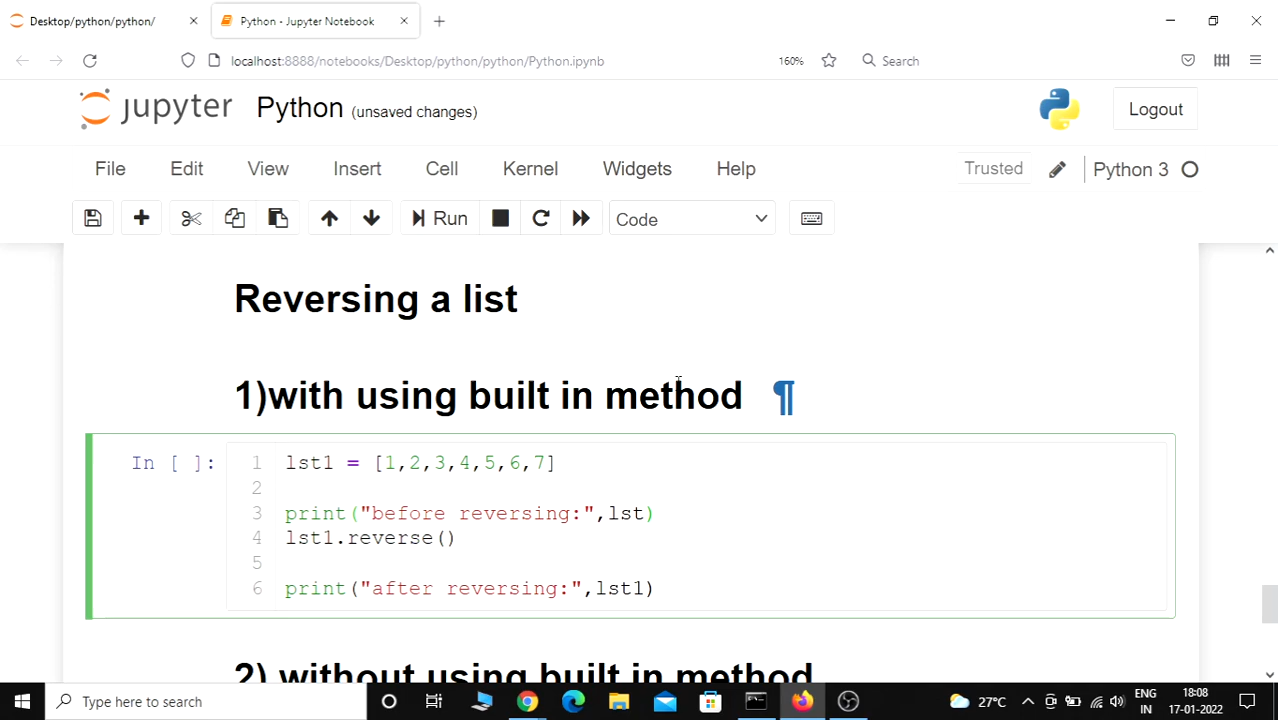 Desktop/python/python/
Python - Jupyter Notebook
localhost:8888/notebooks/Desktop/python/python/Python.ipynb
160%
Search
jupyter
Python (unsaved changes)
Logout
File Edit View Insert Cell Kernel Widgets Help
Trusted
Python 3
Run
Code
Reversing a list
1)with using built in method ¶
In [ ]:
1 lst1 = [1,2,3,4,5,6,7]
2
3 print("before reversing:",lst)
4 lst1.reverse()
5
6 print("after reversing:",lst1)
2) without using built in method
Type here to search
27°C
ENG
IN
18:08
17-01-2022